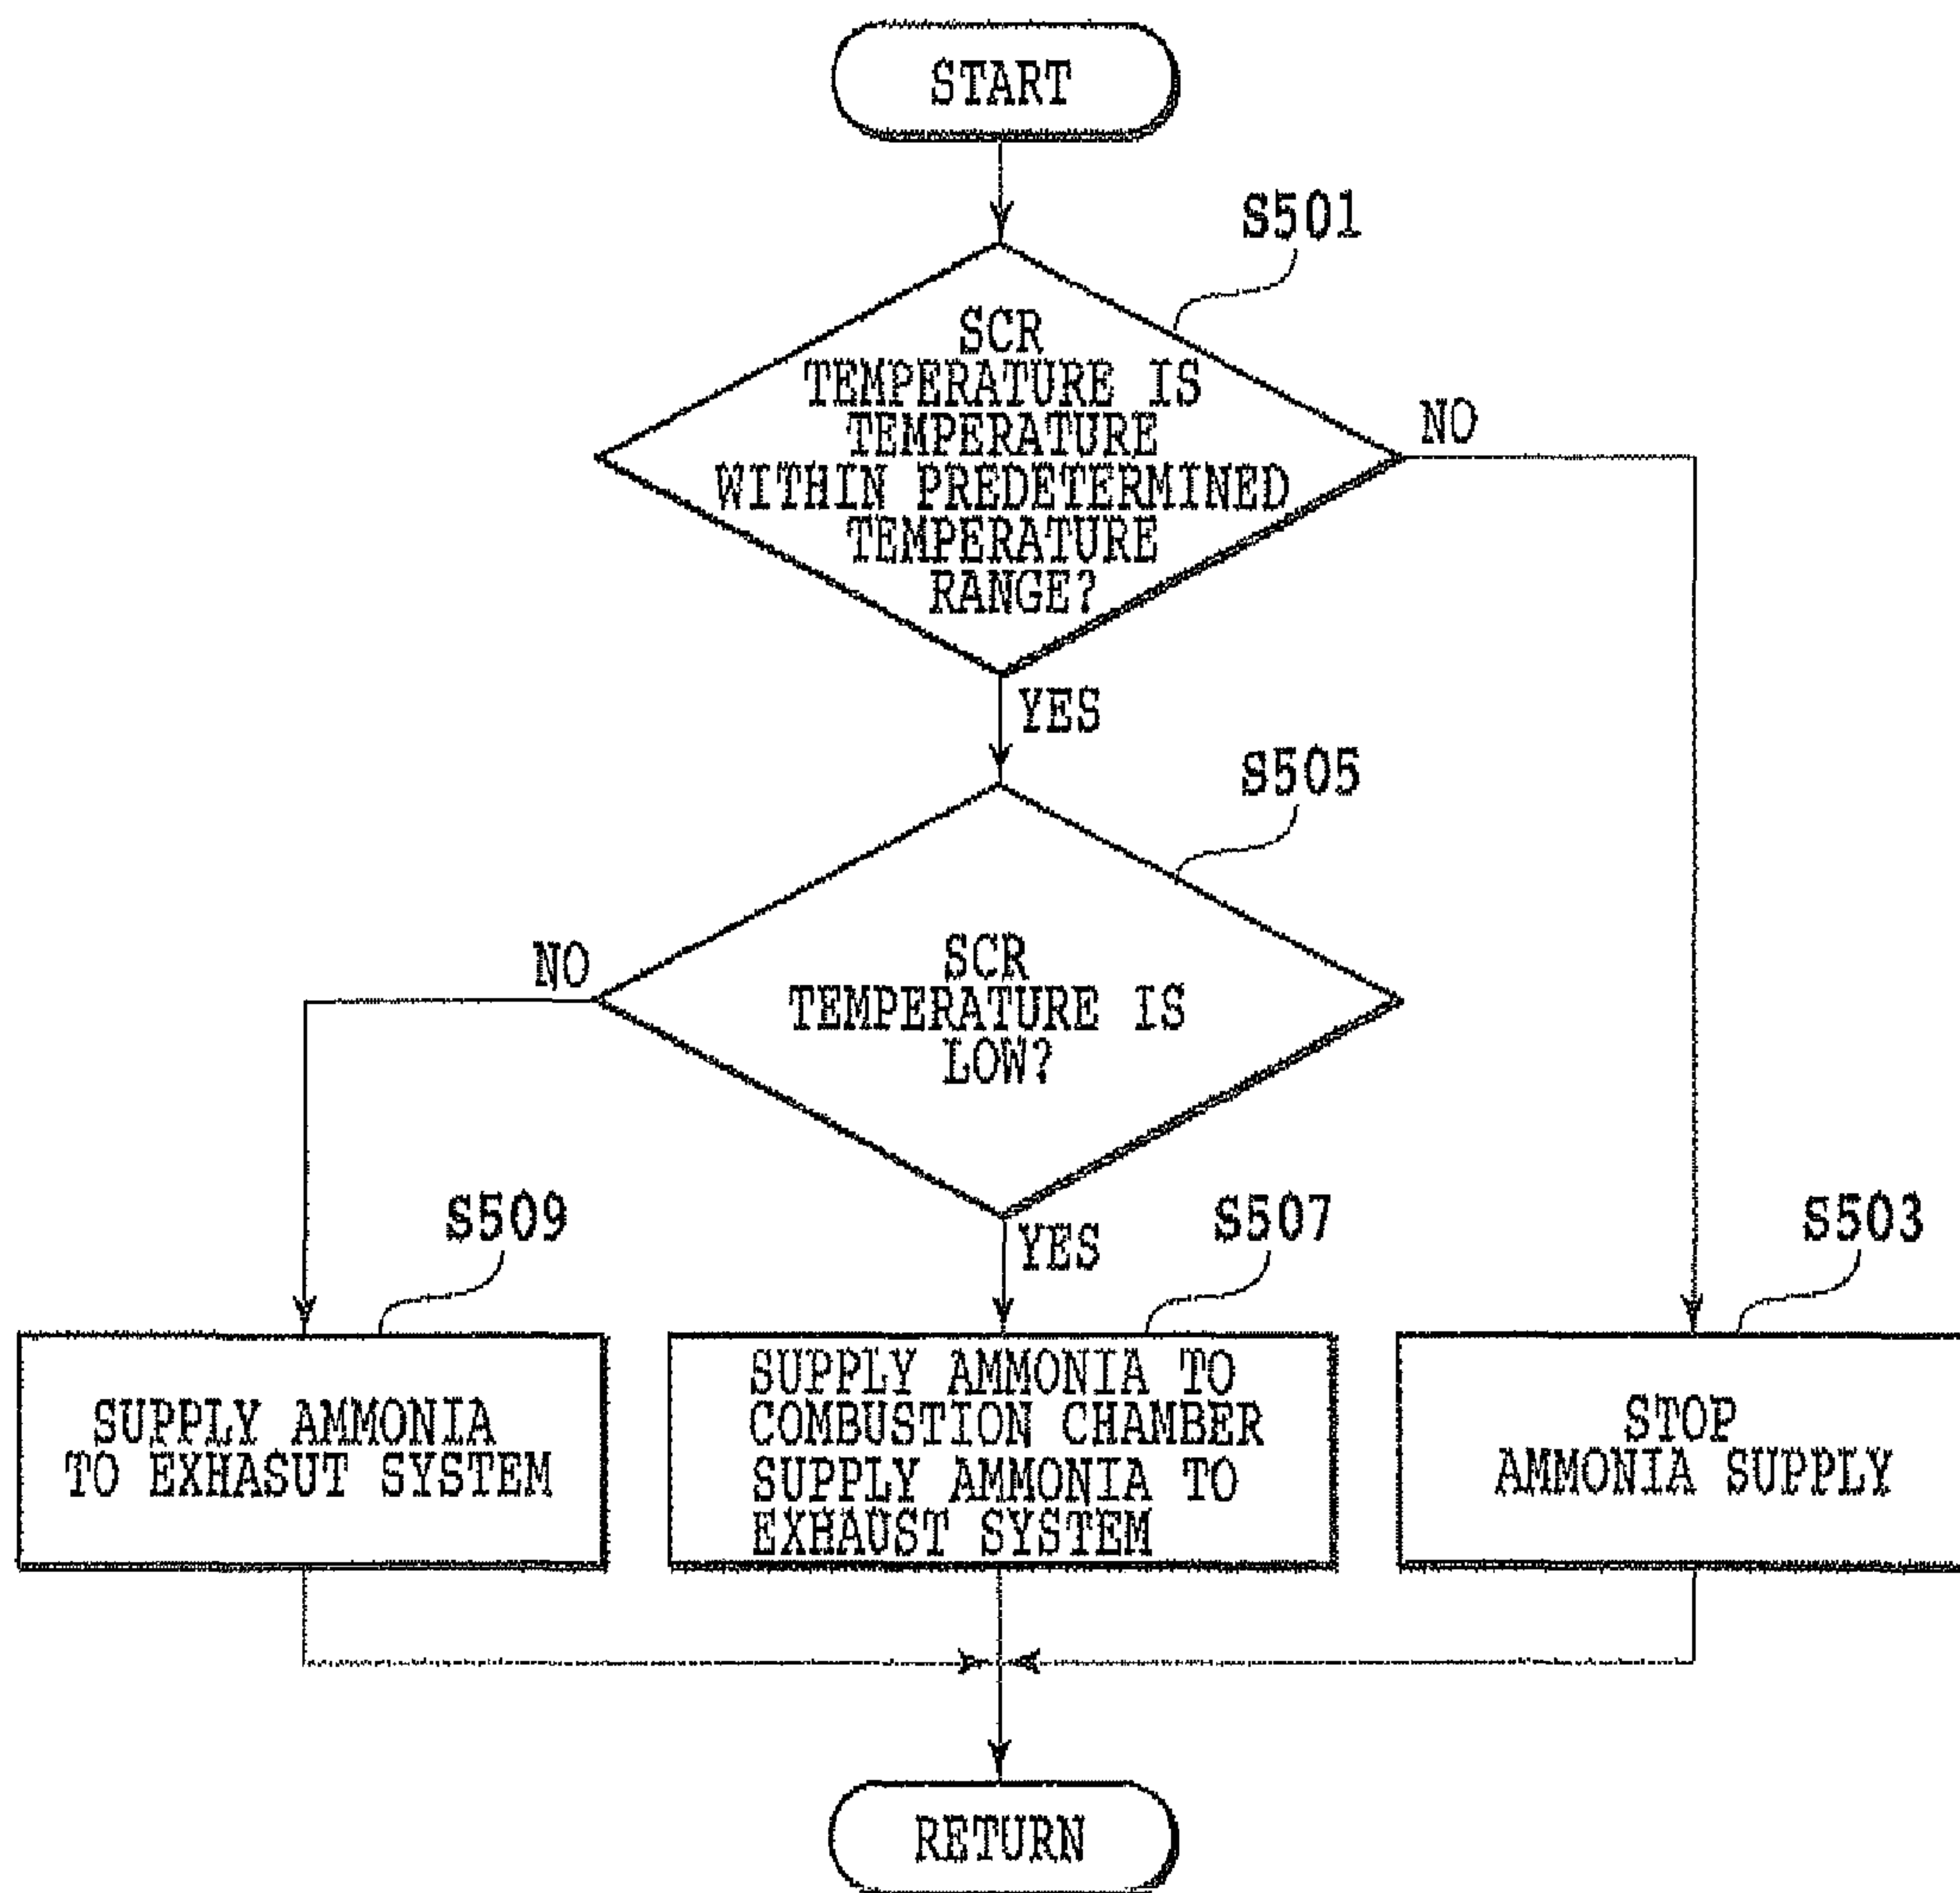 START
S501
SCR
TEMPERATURE IS
TEMPERATURE
WITHIN PREDETERMINED
TEMPERATURE
RANGE?
NO
YES
S505
SCR
TEMPERATURE IS
LOW?
NO
YES
S509
S507
S503
SUPPLY AMMONIA
TO EXHASUT SYSTEM
SUPPLY AMMONIA TO
COMBUSTION CHAMBER
SUPPLY AMMONIA TO
EXHAUST SYSTEM
STOP
AMMONIA SUPPLY
RETURN